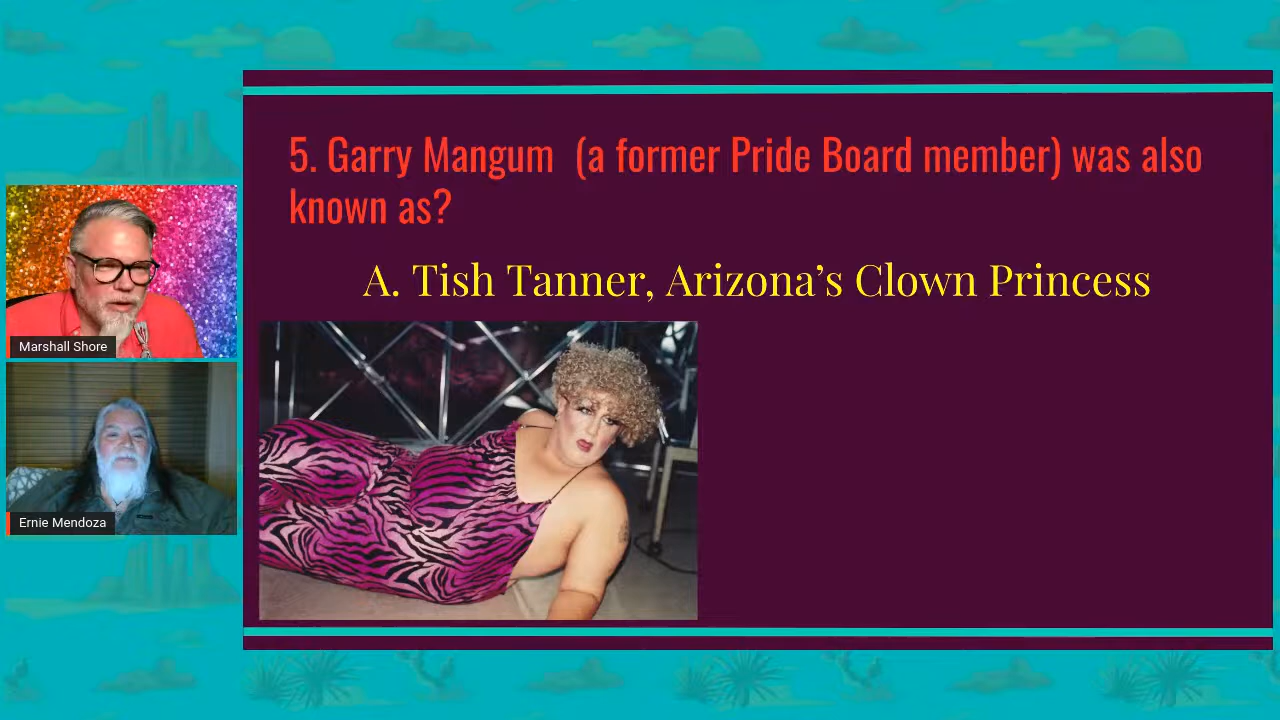 5. Garry Mangum (a former Pride Board member) was also
known as?
A. Tish Tanner, Arizona’s Clown Princess
Marshall Shore
Ernie Mendoza